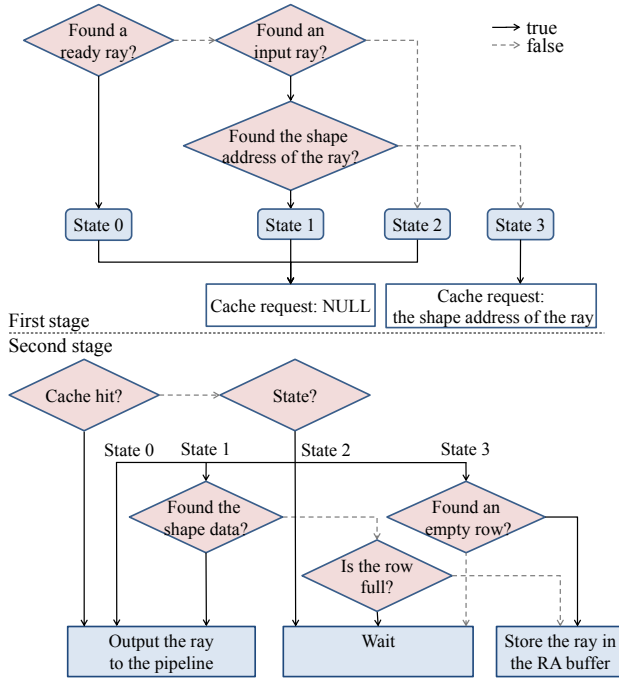 Found a
ready ray?
Found an
input ray?
true
false
Found the shape
address of the ray?
State 0
State 1
State 2
State 3
Cache request: NULL
Cache request:
the shape address of the ray
First stage
Second stage
Cache hit?
State?
State 0
State 1
State 2
State 3
Found the
shape data?
Found an
empty row?
Is the row
full?
Output the ray
to the pipeline
Wait
Store the ray in
the RA buffer